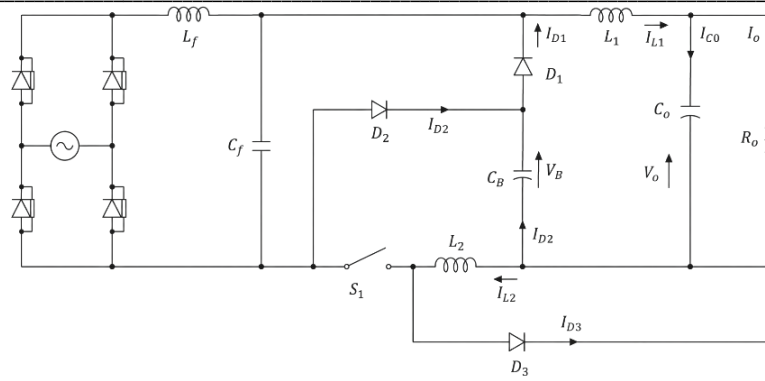 L_f
I_D1
L_1
I_L1
I_C0
I_o
D_1
D_2
I_D2
C_f
C_o
R_o
C_B
V_B
V_o
L_2
I_D2
S_1
I_L2
I_D3
D_3